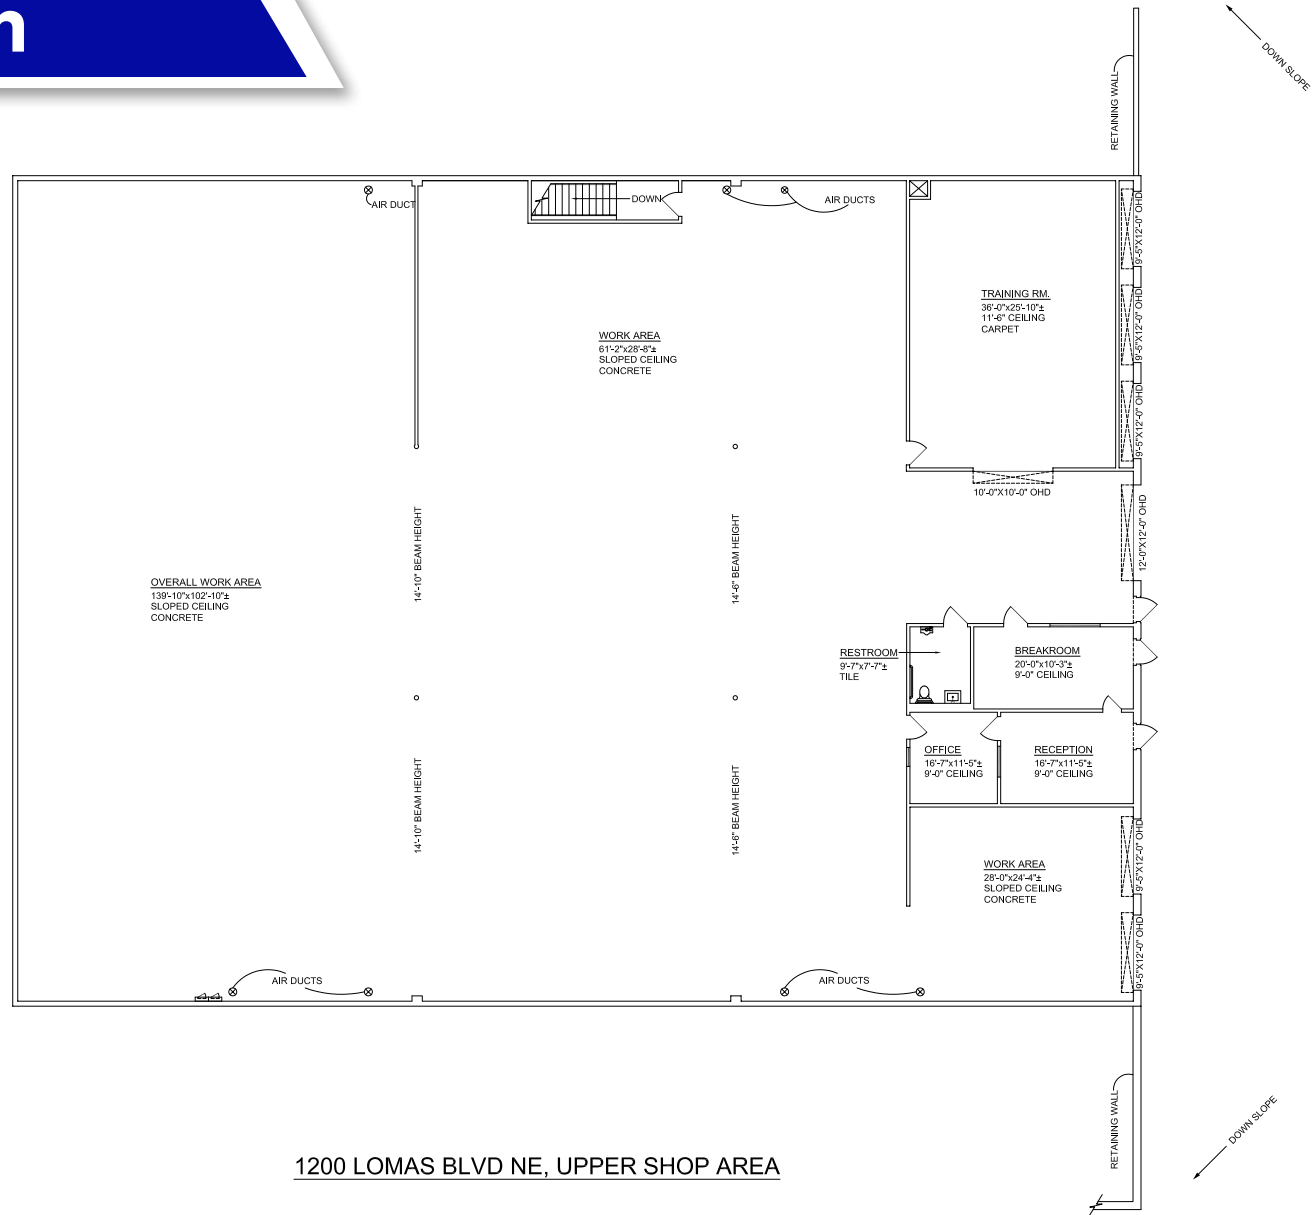 n
DOWN SLOPE
RETAINING WALL
AIR DUCT
DOWN
AIR DUCTS
9'-5"X12'-0" OHD
TRAINING RM.
36'-0"x25'-10"±
11'-6" CEILING
CARPET
9'-5"X12'-0" OHD
WORK AREA
61'-2"x28'-8"±
SLOPED CEILING
CONCRETE
9'-5"X12'-0" OHD
10'-0"X10'-0" OHD
14'-10" BEAM HEIGHT
14'-6" BEAM HEIGHT
12'-0"X12'-0" OHD
OVERALL WORK AREA
139'-10"x102'-10"±
SLOPED CEILING
CONCRETE
RESTROOM
9'-7"x7'-7"±
TILE
BREAKROOM
20'-0"x10'-3"±
9'-0" CEILING
OFFICE
16'-7"x11'-5"±
9'-0" CEILING
RECEPTION
16'-7"x11'-5"±
9'-0" CEILING
14'-10" BEAM HEIGHT
14'-6" BEAM HEIGHT
9'-5"X12'-0" OHD
WORK AREA
28'-0"x24'-4"±
SLOPED CEILING
CONCRETE
9'-5"X12'-0" OHD
AIR DUCTS
AIR DUCTS
RETAINING WALL
DOWN SLOPE
1200 LOMAS BLVD NE, UPPER SHOP AREA